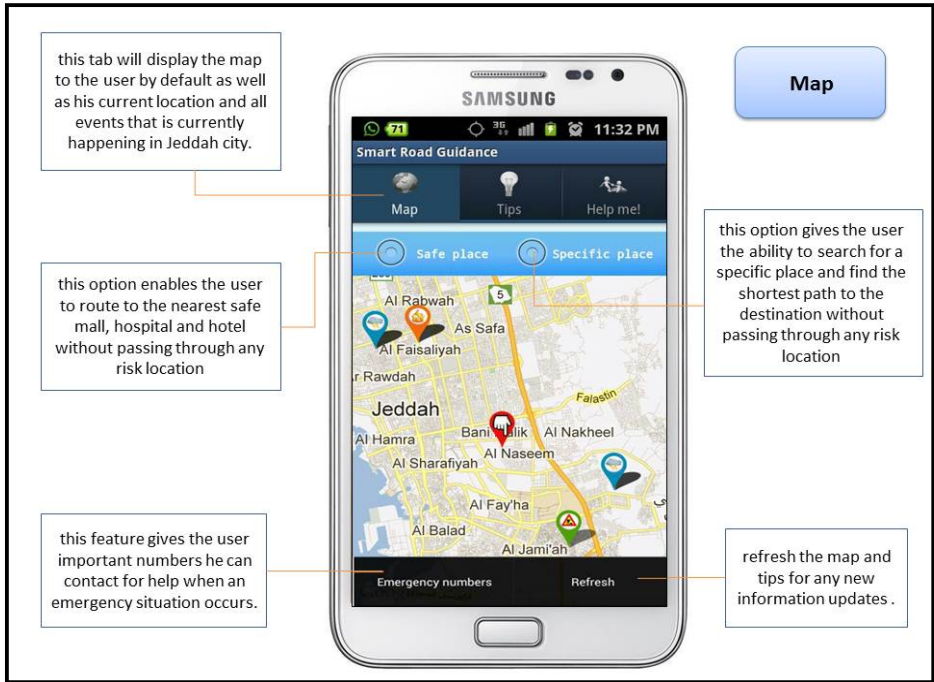 this tab will display the map
to the user by default as well
as his current location and all
events that is currently
happening in Jeddah city.
Map
SAMSUNG
71
3G
11:32 PM
Smart Road Guidance
Map
Tips
Help me!
Safe place
Specific place
this option enables the user
to route to the nearest safe
mall, hospital and hotel
without passing through any
risk location
this option gives the user
the ability to search for a
specific place and find the
shortest path to the
destination without
passing through any risk
location
5
Al Rabwah
As Safa
Al Faisaliyah
r Rawdah
Jeddah
Falastin
Al Hamra
Al Nakheel
Al Naseem
Al Sharafiyah
Al Fay'ha
Al Balad
Al Jami'ah
this feature gives the user
important numbers he can
contact for help when an
emergency situation occurs.
Emergency numbers
Refresh
refresh the map and
tips for any new
information updates .